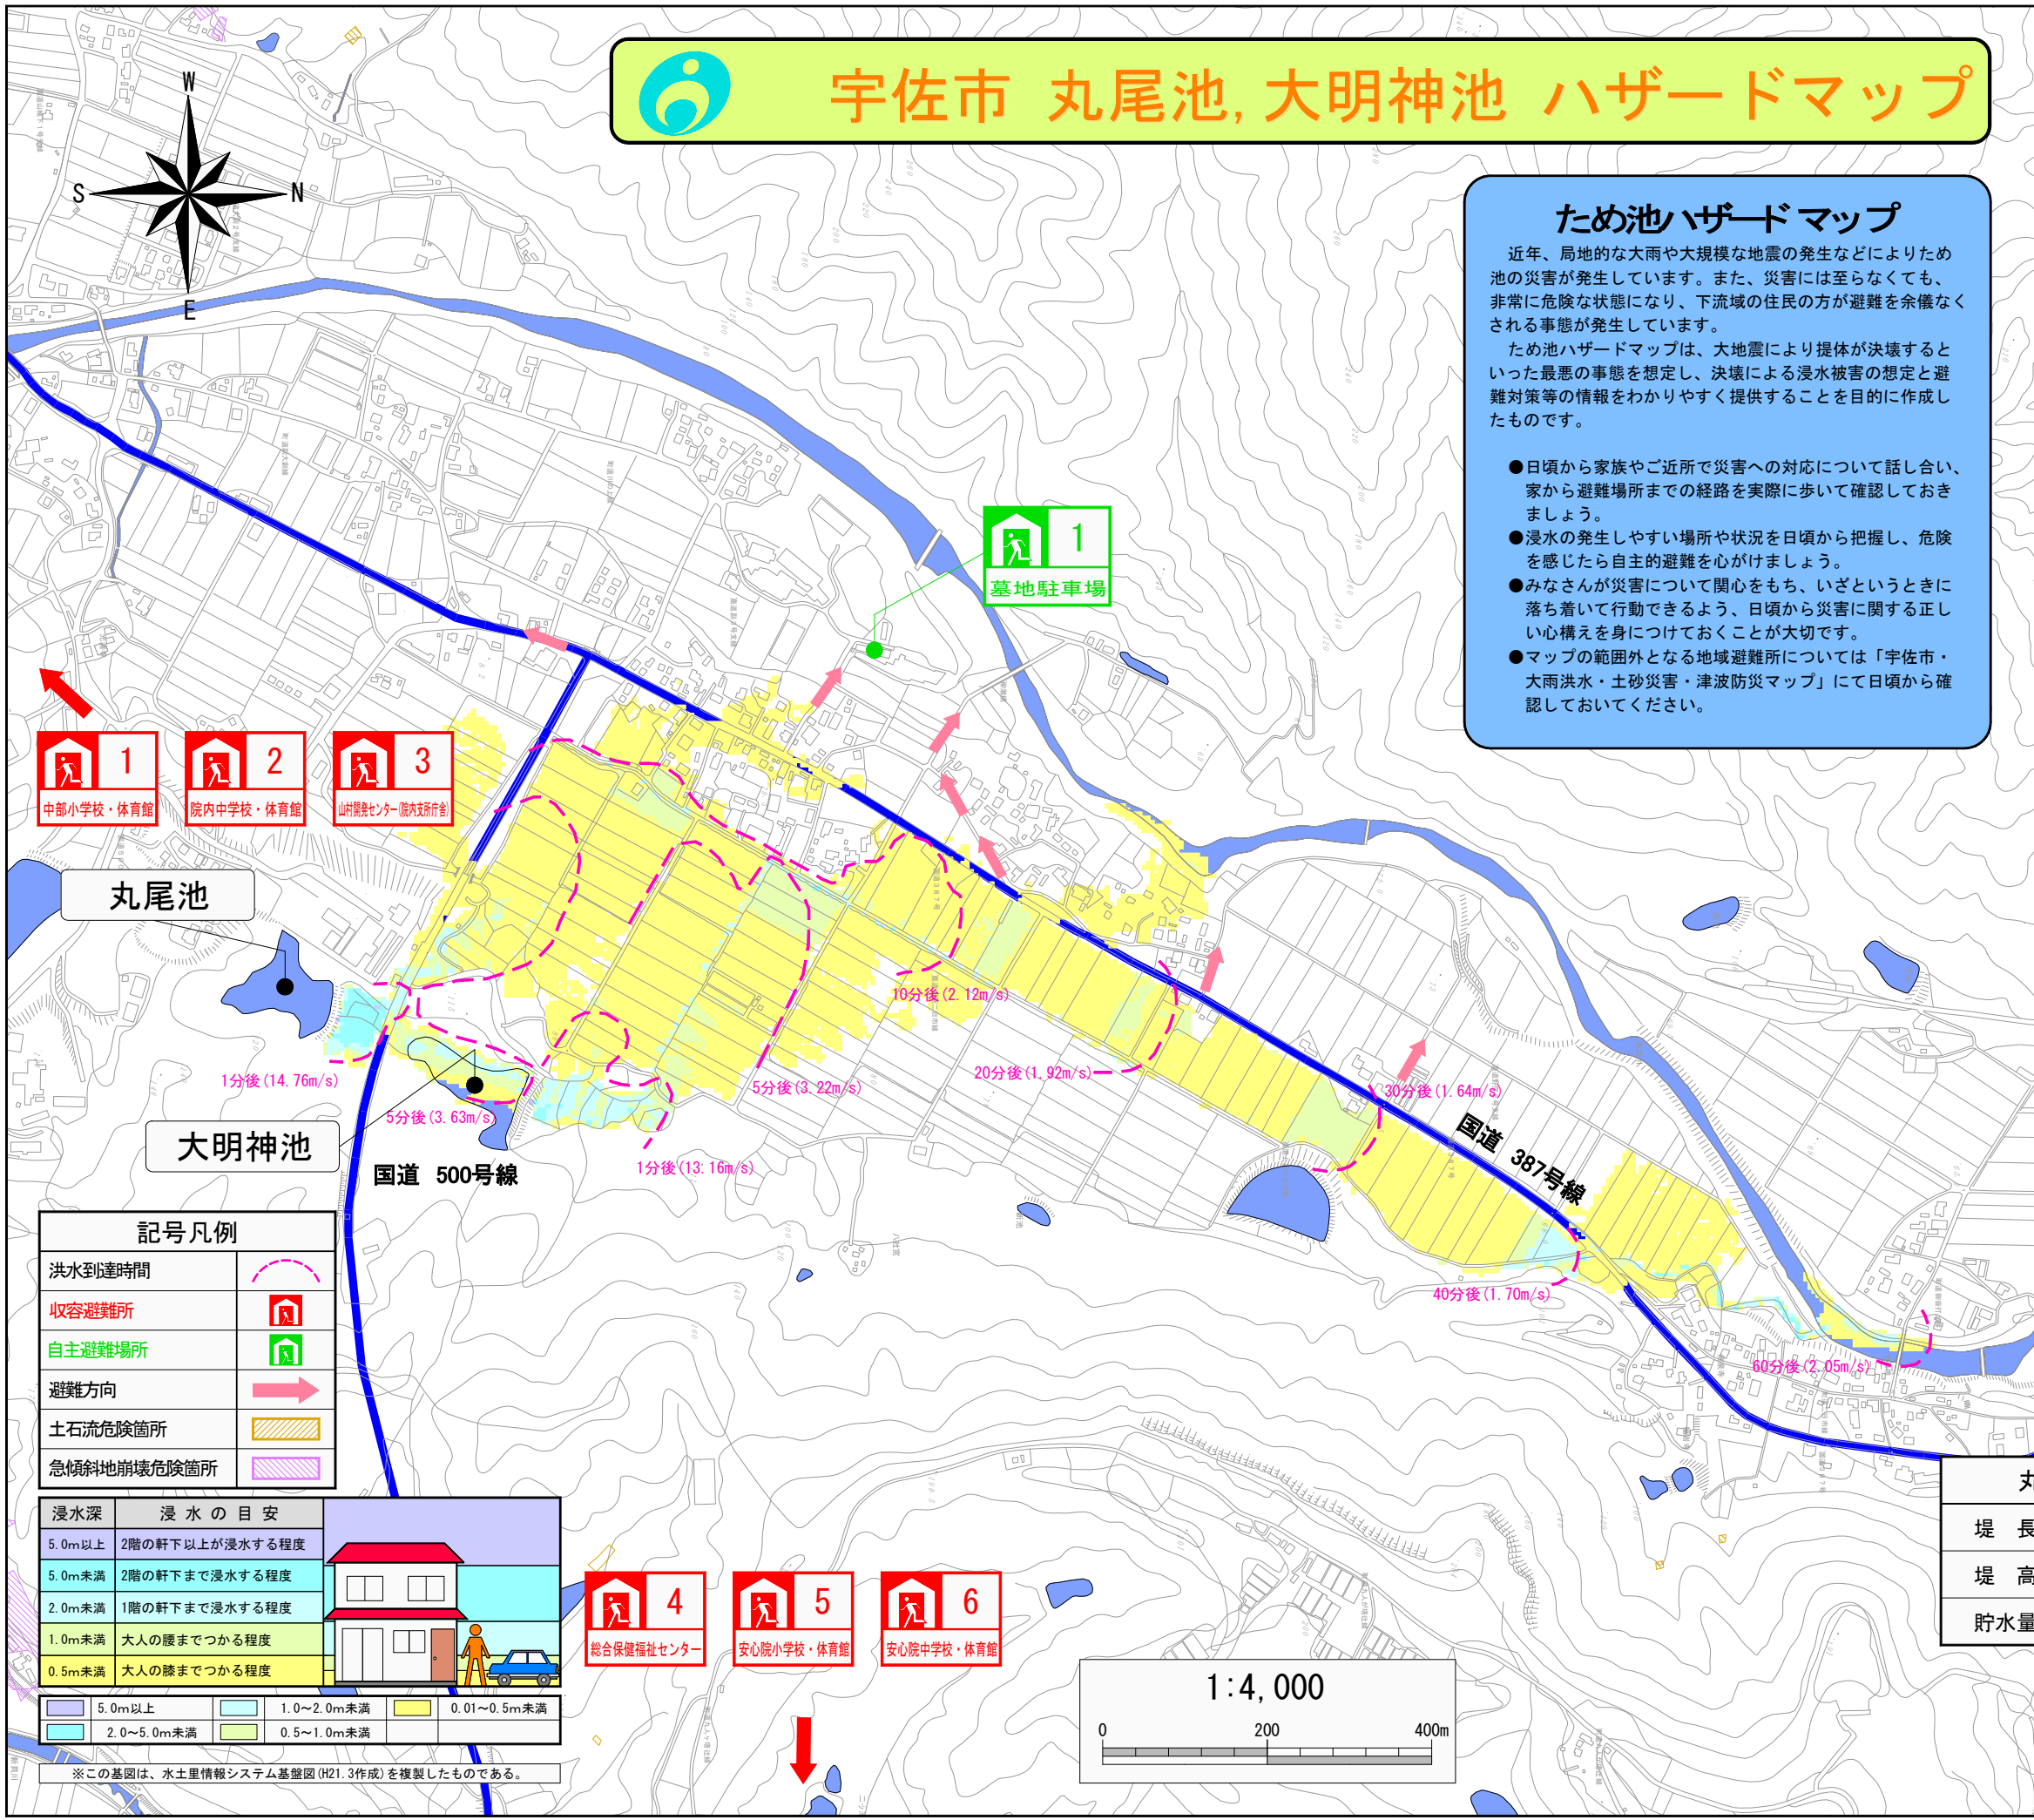 宇佐市 丸尾池,大明神池 ハザードマップ
W
S
N
E
ため池ハザードマップ
近年、局地的な大雨や大規模な地震の発生などによりため
池の災害が発生しています。また、災害には至らなくても、
非常に危険な状態になり、下流域の住民の方が避難を余儀なく
される事態が発生しています。
ため池ハザードマップは、大地震により提体が決壊すると
いった最悪の事態を想定し、決壊による浸水被害の想定と避
難対策等の情報をわかりやすく提供することを目的に作成し
たものです。
●日頃から家族やご近所で災害への対応について話し合い、
家から避難場所までの経路を実際に歩いて確認しておき
ましょう。
●浸水の発生しやすい場所や状況を日頃から把握し、危険
を感じたら自主的避難を心がけましょう。
●みなさんが災害について関心をもち、いざというときに
落ち着いて行動できるよう、日頃から災害に関する正し
い心構えを身につけておくことが大切です。
●マップの範囲外となる地域避難所については「宇佐市・
大雨洪水・土砂災害・津波防災マップ」にて日頃から確
認しておいてください。
1
墓地駐車場
1
中部小学校・体育館
2
院内中学校・体育館
3
山村開発センター(院内支所庁舎)
丸尾池
大明神池
1分後(14.76m/s)
5分後(3.63m/s)
1分後(13.16m/s)
5分後(3.22m/s)
10分後(2.12m/s)
20分後(1.92m/s)
30分後(1.64m/s)
40分後(1.70m/s)
60分後(2.05m/s)
国道 500号線
国道 387号線
記号凡例
洪水到達時間
収容避難所
自主避難場所
避難方向
土石流危険箇所
急傾斜地崩壊危険箇所
浸水深 浸水の目安
5.0m以上 2階の軒下以上が浸水する程度
5.0m未満 2階の軒下まで浸水する程度
2.0m未満 1階の軒下まで浸水する程度
1.0m未満 大人の腰までつかる程度
0.5m未満 大人の膝までつかる程度
5.0m以上 1.0～2.0m未満 0.01～0.5m未満
2.0～5.0m未満 0.5～1.0m未満
※この基図は、水土里情報システム基盤図(H21.3作成)を複製したものである。
4
総合保健福祉センター
5
安心院小学校・体育館
6
安心院中学校・体育館
1:4,000
0 200 400m
堤 長
堤 高
貯水量